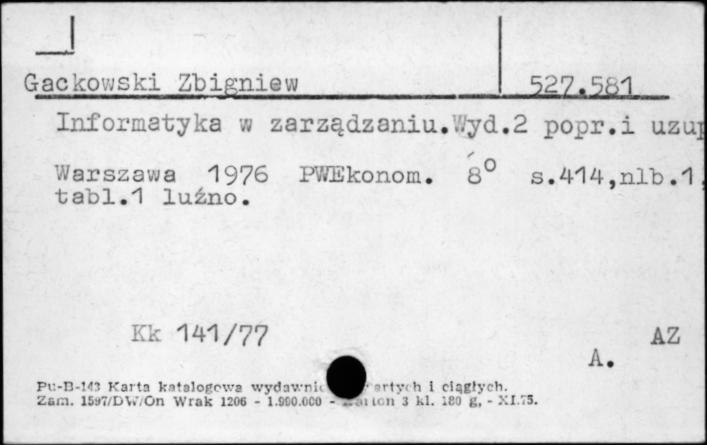 Gackowski Zbigniew 527.581
Informatyka w zarządzaniu.Wyd.2 popr.i uzup
Warszawa 1976 PWEkonom. 8° s.414,nlb.1,
tabl.1 luźno.
Kk 141/77 AZ
A.
Pu-B-143 Karta katalogowa i ciągłych.
Zam. 1597/DW/On Wrak 1206 - 1.990.000 - 3 kl. 180 g, - XI.75.